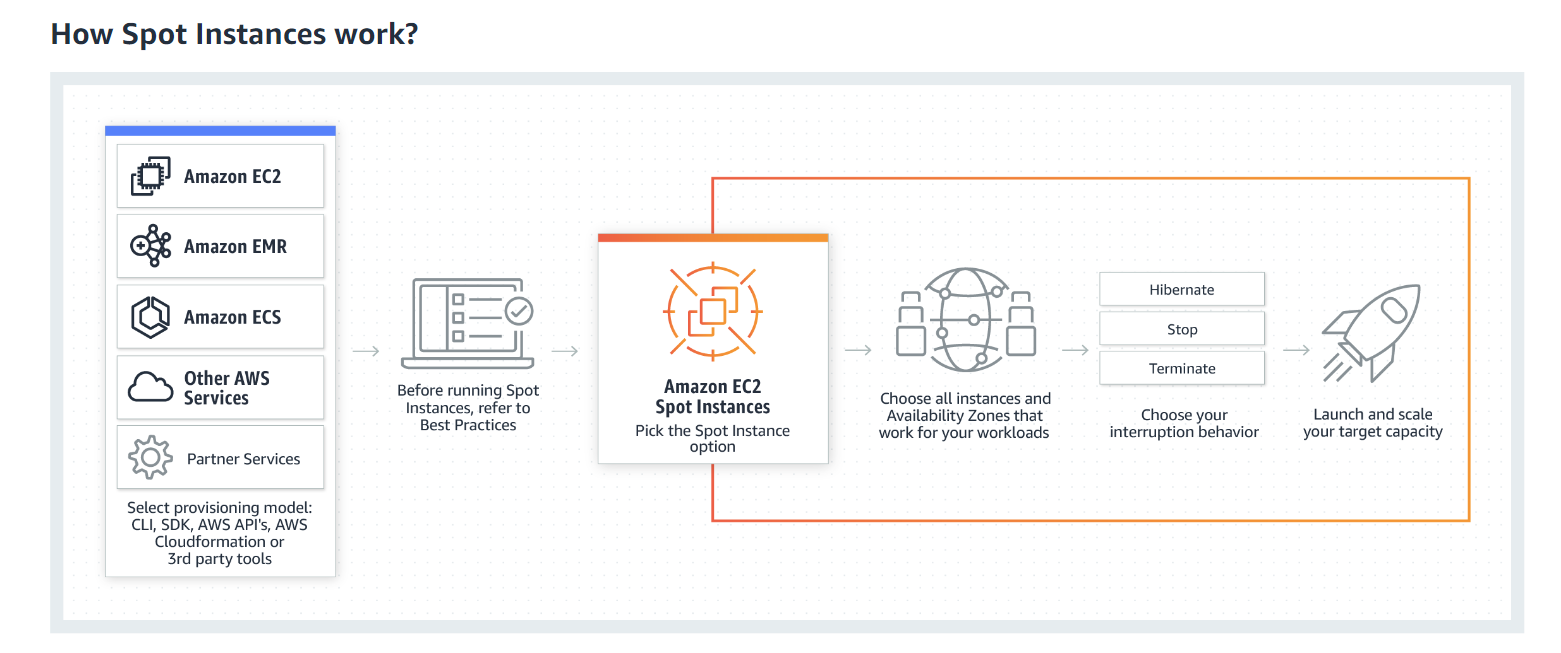 How Spot Instances work?
Amazon EC2
Amazon EMR
Amazon ECS
Other AWS
Services
Partner Services
Select provisioning model:
CLI, SDK, AWS API's, AWS
Cloudformation or
3rd party tools
Before running Spot
Instances, refer to
Best Practices
Amazon EC2
Spot Instances
Pick the Spot Instance
option
Choose all instances and
Availability Zones that
work for your workloads
Hibernate
Stop
Terminate
Choose your
interruption behavior
Launch and scale
your target capacity